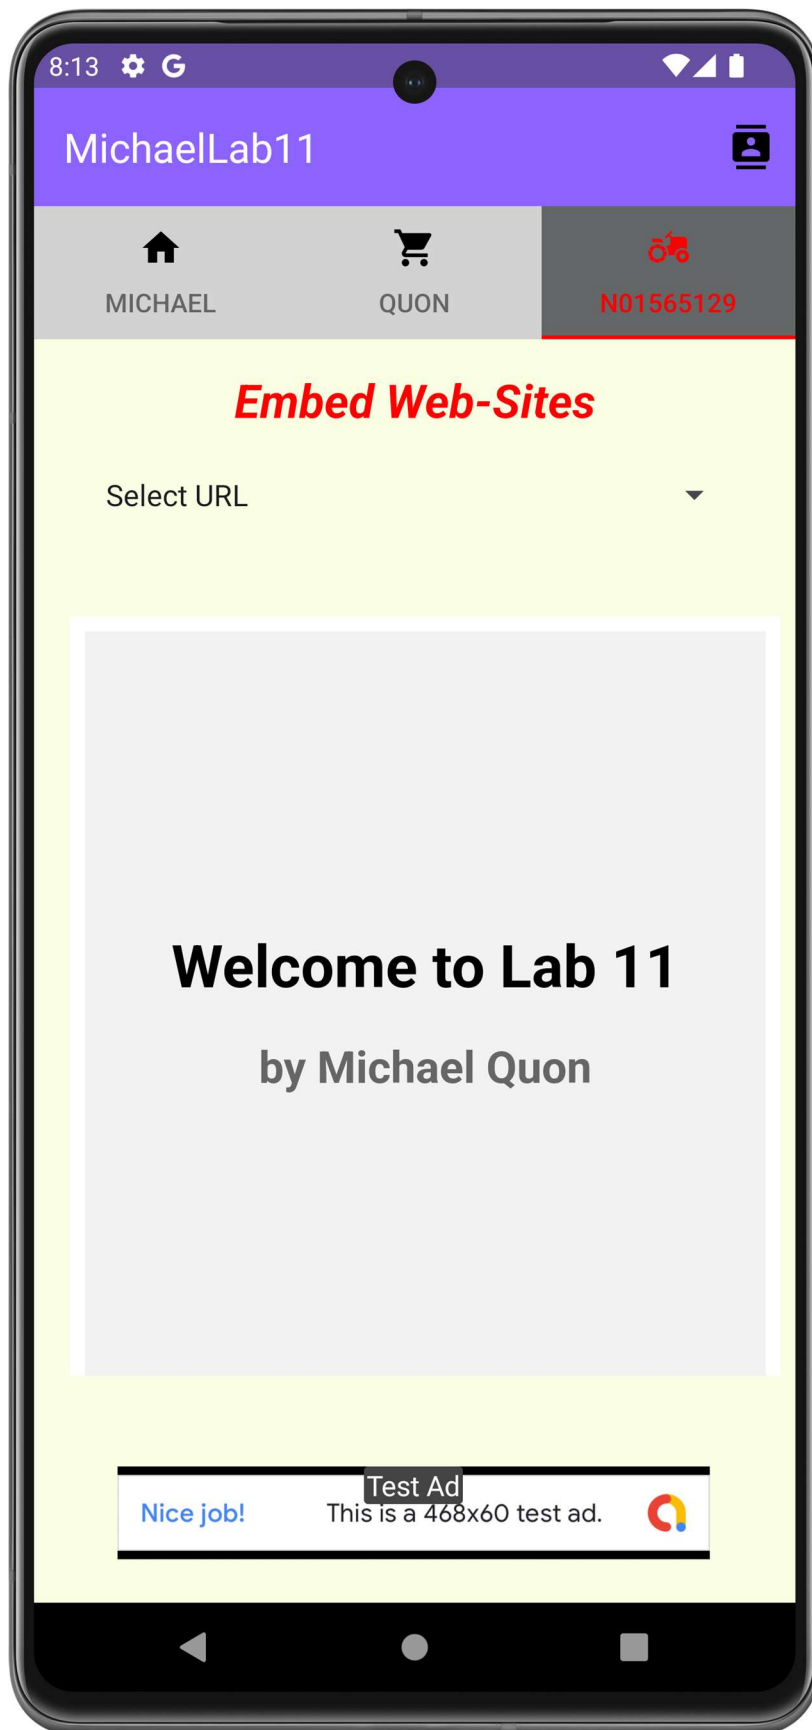 8:13 G
MichaelLab11
MICHAEL QUON N01565129
Embed Web-Sites
Select URL
Welcome to Lab 11
by Michael Quon
Test Ad
Nice job! This is a 468x60 test ad.